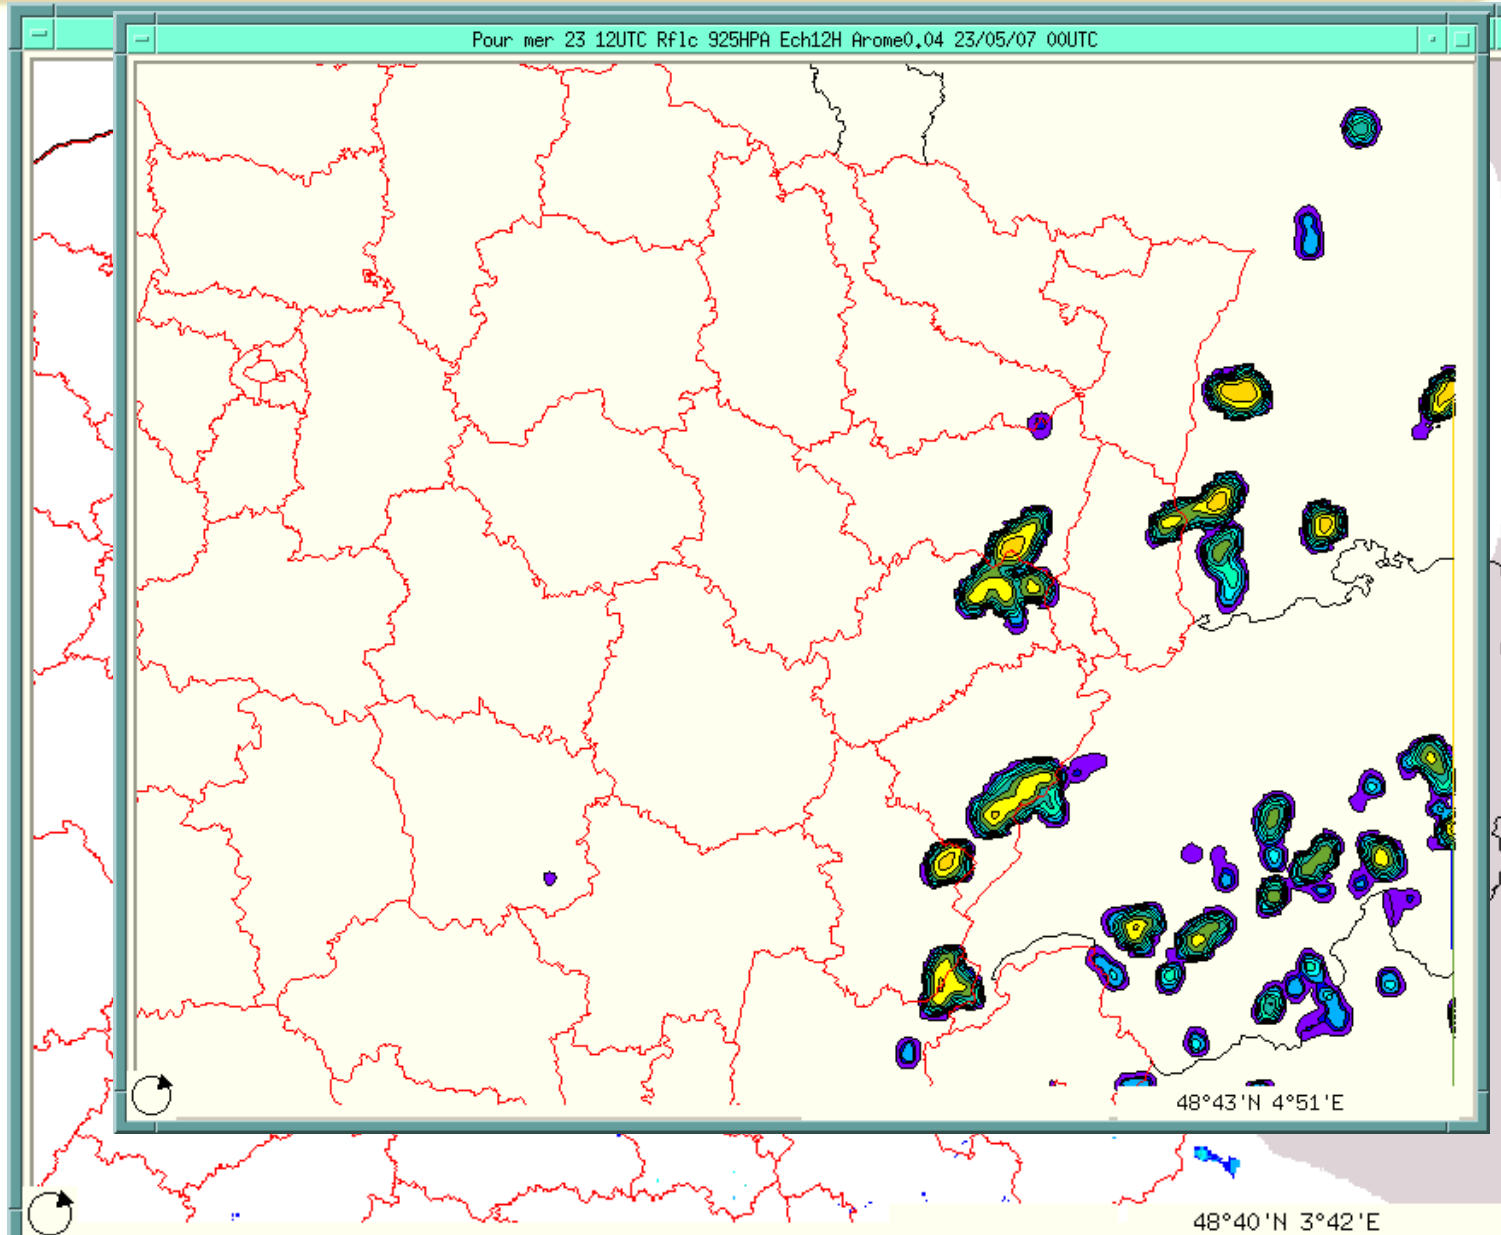 Pour mer 23 12UTC Rflc 925HPA Ech12H Arome0.04 23/05/07 00UTC
48°43'N 4°51'E
48°40'N 3°42'E